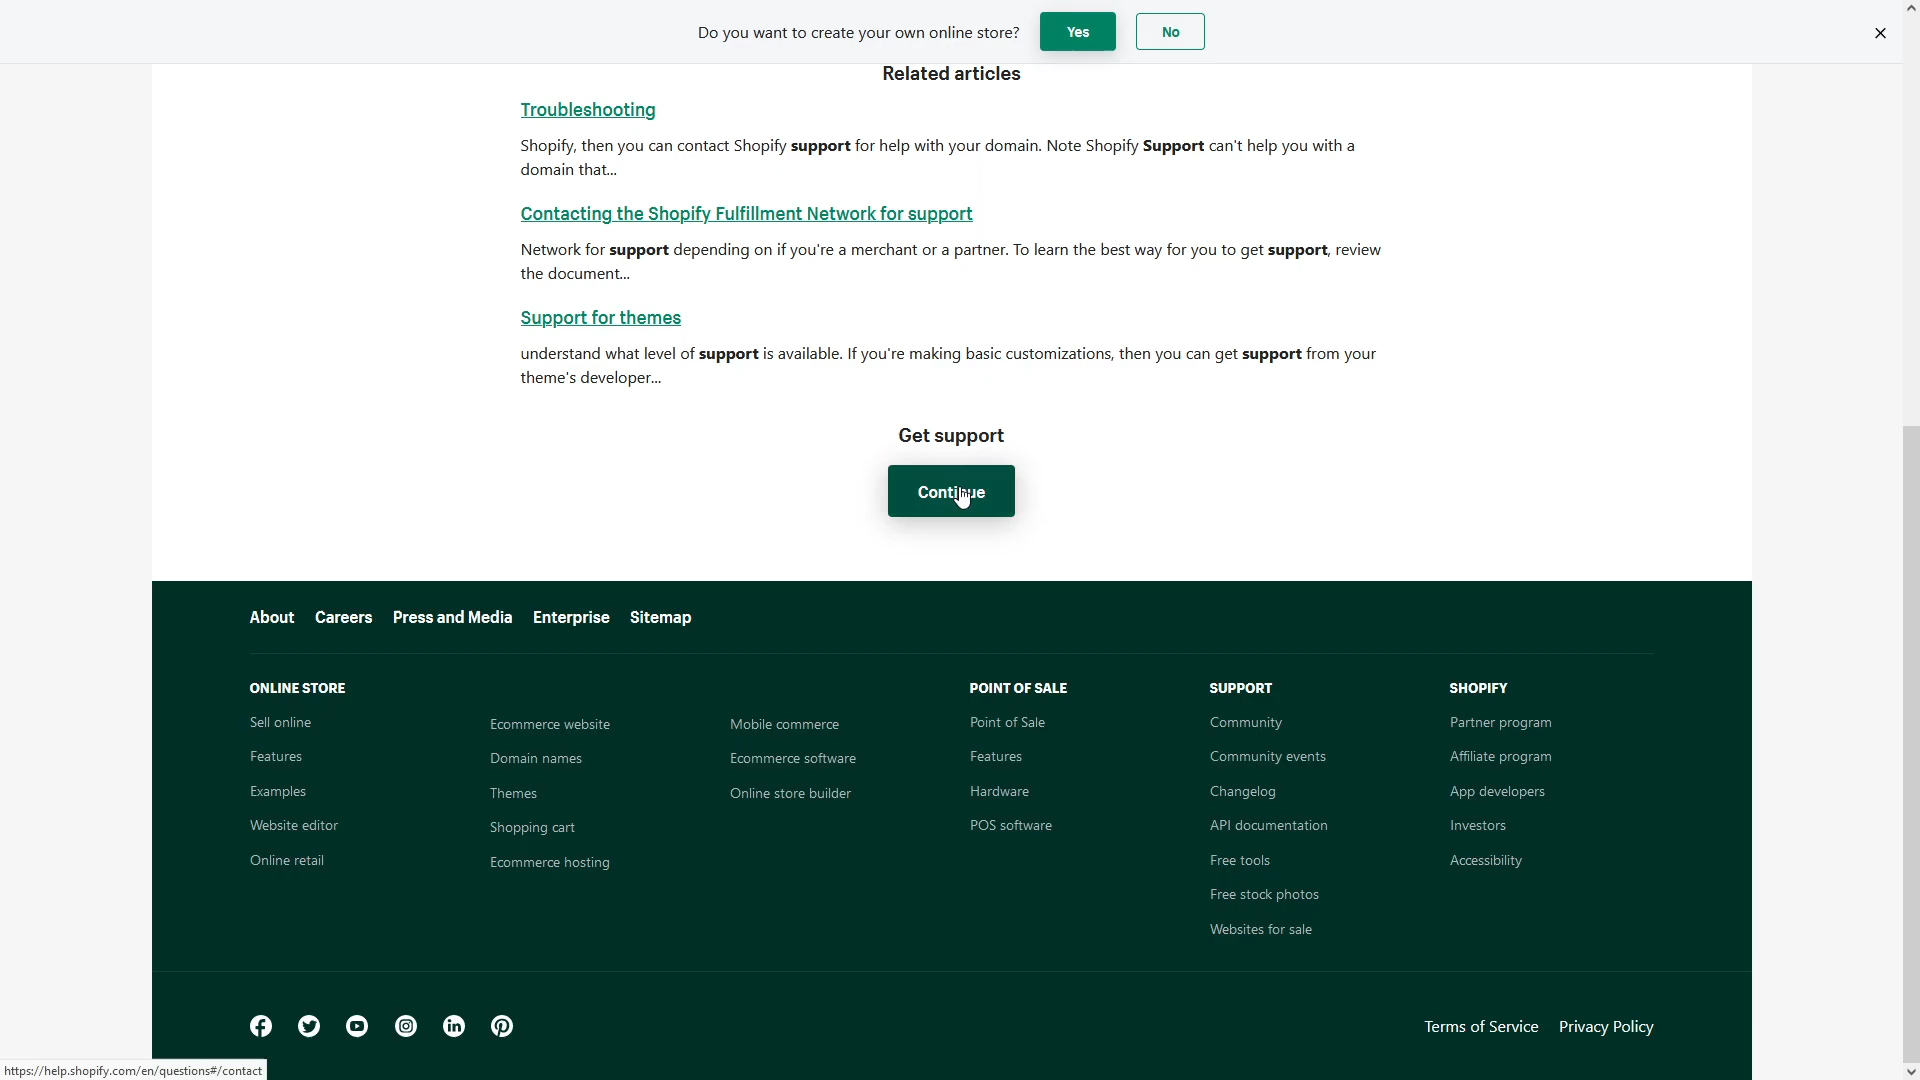 Do you want to create your own online store?
Yes
No
Related articles
Troubleshooting
Shopify, then you can contact Shopify support for help with your domain. Note Shopify Support can't help you with a
domain that...
Contacting the Shopify Fulfillment Network for support
Network for support depending on if you're a merchant or a partner. To learn the best way for you to get support, review
the document...
Support for themes
understand what level of support is available. If you're making basic customizations, then you can get support from your
theme's developer...
Get support
Continue
About Careers Press and Media Enterprise Sitemap
ONLINE STORE
Sell online
Features
Examples
Website editor
Online retail
Ecommerce website
Domain names
Themes
Shopping cart
Ecommerce hosting
Mobile commerce
Ecommerce software
Online store builder
POINT OF SALE
Point of Sale
Features
Hardware
POS software
SUPPORT
Community
Community events
Changelog
API documentation
Free tools
Free stock photos
Websites for sale
SHOPIFY
Partner program
Affiliate program
App developers
Investors
Accessibility
Terms of Service Privacy Policy
https://help.shopify.com/en/questions#/contact